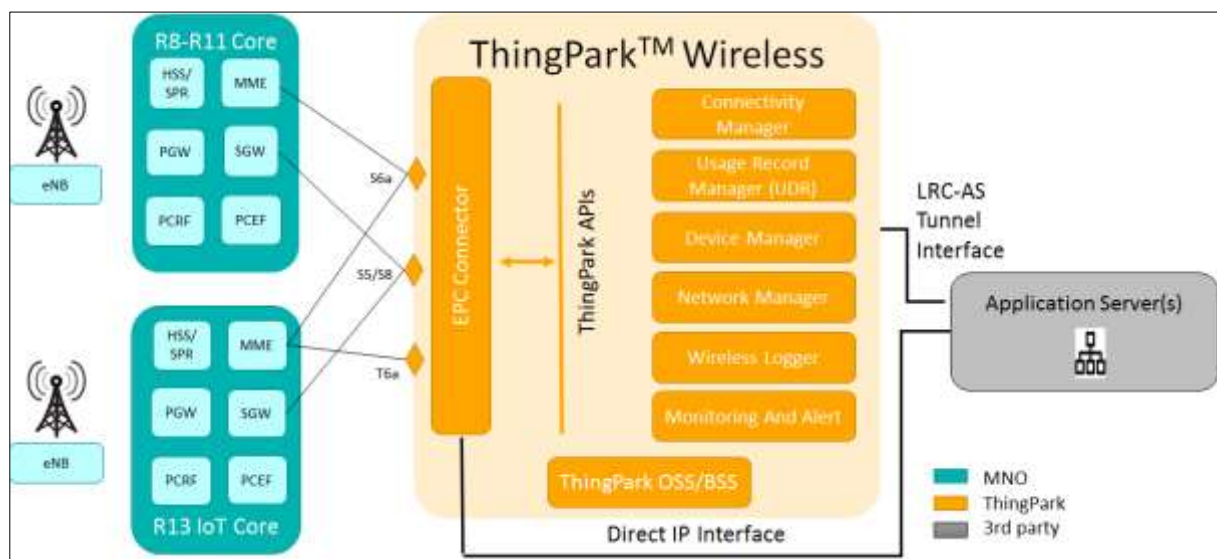 R8-R11 Core
HSS/
SPR
MME
PGW
SGW
PCRF
PCEF
eNB
R13 IoT Core
HSS/
SPR
MME
PGW
SGW
PCRF
PCEF
eNB
S6a
S5/S8
T6a
ThingPark™ Wireless
EPC Connector
ThingPark APIs
Connectivity
Manager
Usage Record
Manager (UDR)
Device Manager
Network Manager
Wireless Logger
Monitoring And Alert
ThingPark OSS/BSS
Direct IP Interface
LRC-AS
Tunnel
Interface
Application Server(s)
MNO
ThingPark
3rd party